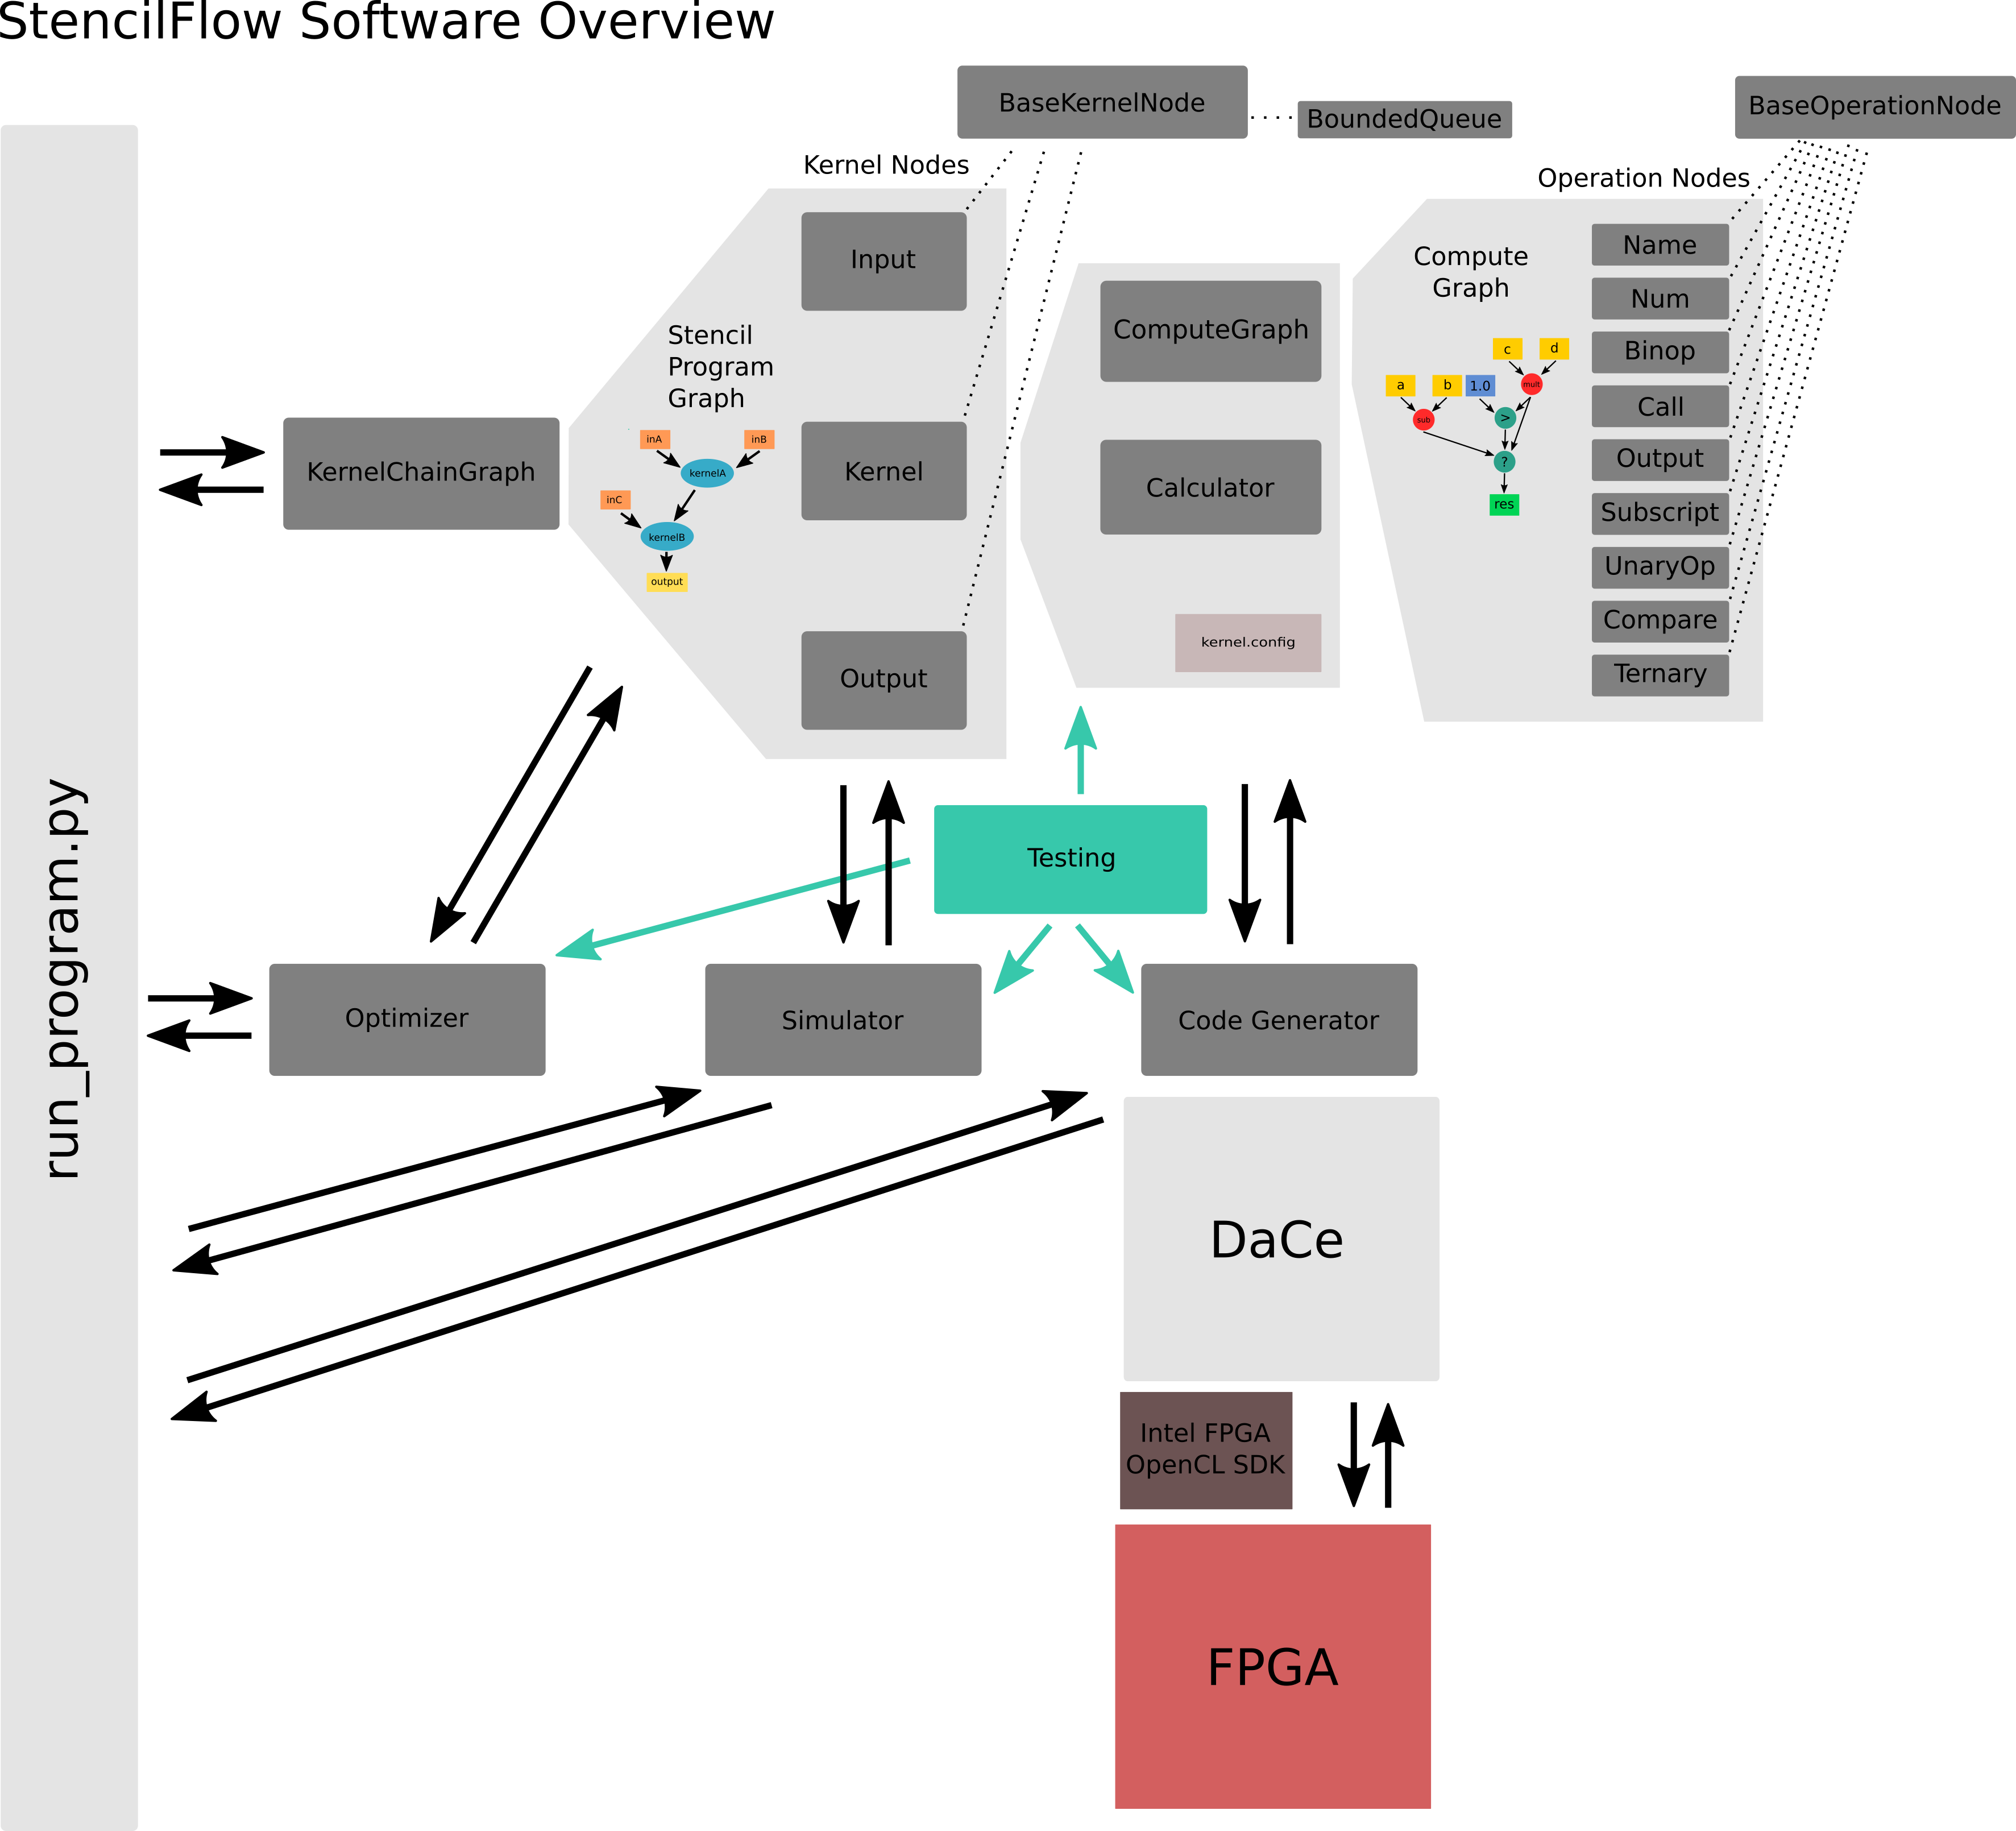 StencilFlow Software Overview
BaseKernelNode
BoundedQueue
BaseOperationNode
Kernel Nodes
Operation Nodes
Input
Kernel
Output
Stencil
Program
Graph
inA
inB
kernelA
inC
kernelB
output
KernelChainGraph
ComputeGraph
Calculator
kernel.config
Compute
Graph
c
d
a
b
1.0
mult
sub
>
?
res
Name
Num
Binop
Call
Output
Subscript
UnaryOp
Compare
Ternary
run_program.py
Testing
Optimizer
Simulator
Code Generator
DaCe
Intel FPGA
OpenCL SDK
FPGA